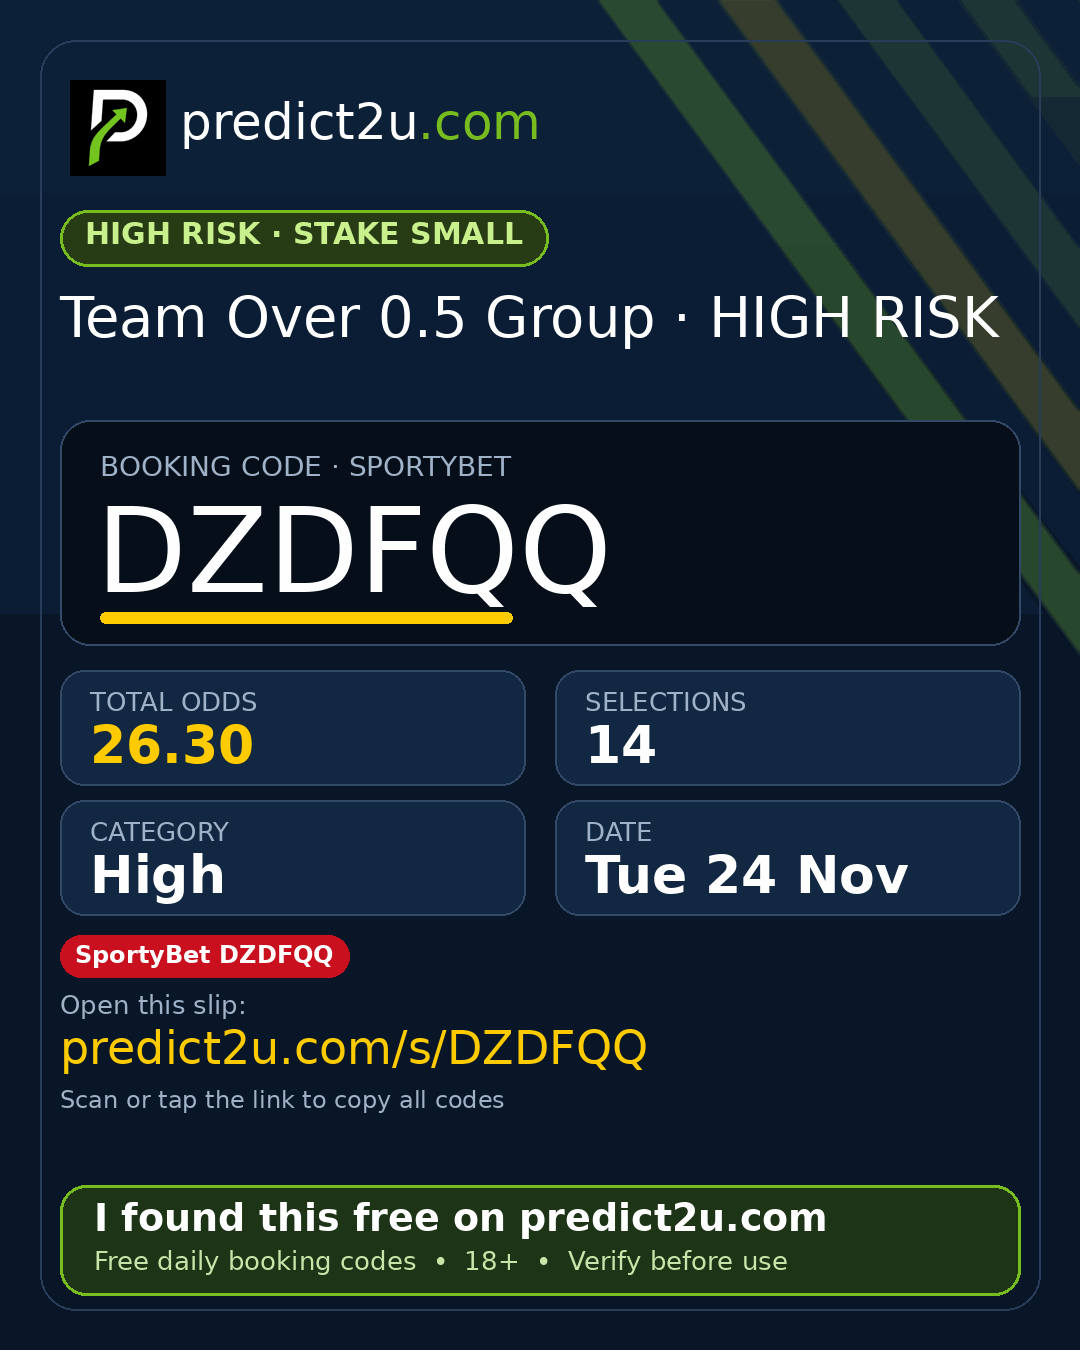 predict2u.com
HIGH RISK · STAKE SMALL
Team Over 0.5 Group · HIGH RISK
BOOKING CODE · SPORTYBET
DZDFQQ
TOTAL ODDS
26.30
SELECTIONS
14
CATEGORY
High
DATE
Tue 24 Nov
SportyBet DZDFQQ
Open this slip:
predict2u.com/s/DZDFQQ
Scan or tap the link to copy all codes
I found this free on predict2u.com
Free daily booking codes • 18+ • Verify before use